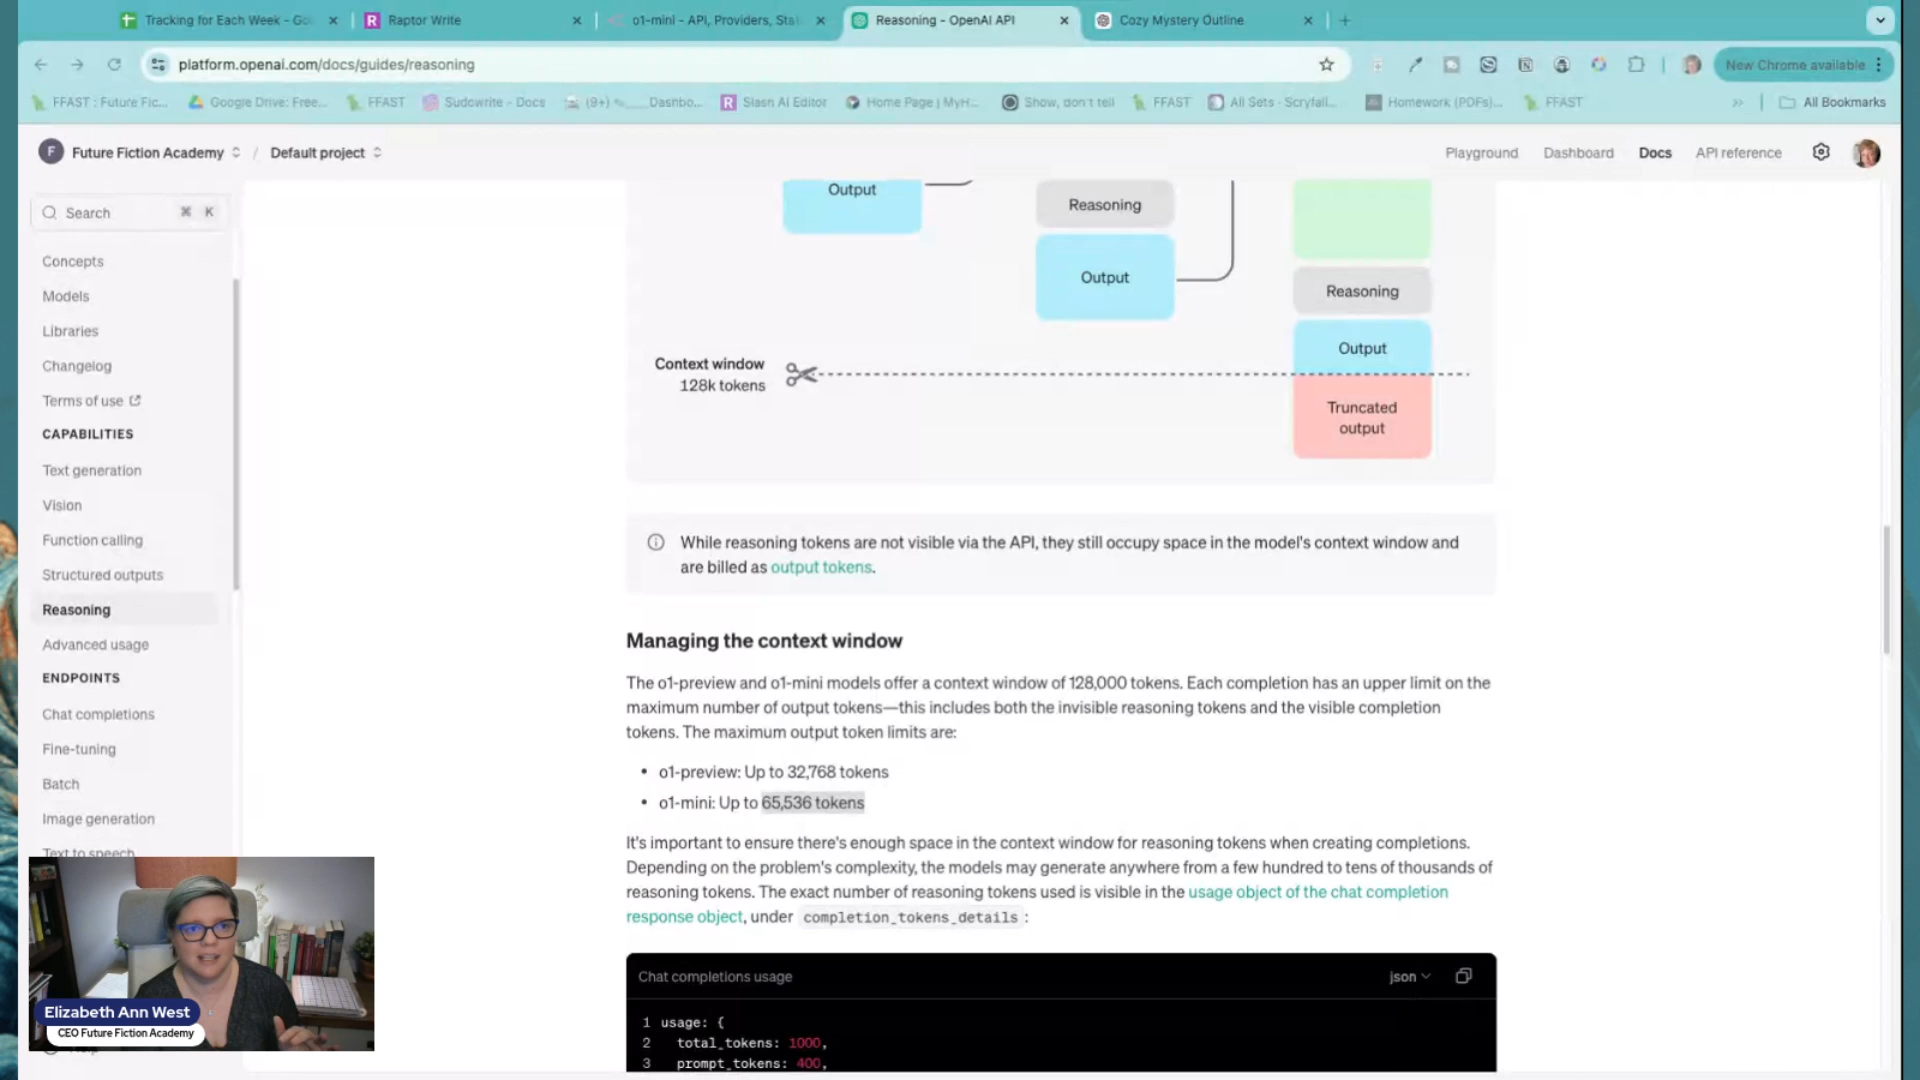 Tracking for Each Week - Go
Raptor Write
o1-mini - API, Providers, Sta
Reasoning - OpenAI API
Cozy Mystery Outline
platform.openai.com/docs/guides/reasoning
New Chrome available
FFAST : Future Fic...
Google Drive: Free...
FFAST
Sudowrite - Docs
Dashbo...
Slash AI Editor
Home Page | MyH...
Show, don't tell
FFAST
All Sets · Scryfall...
Homework (PDFs)...
FFAST
All Bookmarks
F
Future Fiction Academy
/
Default project
Playground
Dashboard
Docs
API reference
Search
⌘ K
Concepts
Models
Libraries
Changelog
Terms of use
CAPABILITIES
Text generation
Vision
Function calling
Structured outputs
Reasoning
Advanced usage
ENDPOINTS
Chat completions
Fine-tuning
Batch
Image generation
Text to speech
Output
Reasoning
Output
Reasoning
Output
Context window
128k tokens
Truncated
output
While reasoning tokens are not visible via the API, they still occupy space in the model's context window and
are billed as output tokens.
Managing the context window
The o1-preview and o1-mini models offer a context window of 128,000 tokens. Each completion has an upper limit on the
maximum number of output tokens—this includes both the invisible reasoning tokens and the visible completion
tokens. The maximum output token limits are:
• o1-preview: Up to 32,768 tokens
• o1-mini: Up to 65,536 tokens
It's important to ensure there's enough space in the context window for reasoning tokens when creating completions.
Depending on the problem's complexity, the models may generate anywhere from a few hundred to tens of thousands of
reasoning tokens. The exact number of reasoning tokens used is visible in the usage object of the chat completion
response object, under completion_tokens_details:
Chat completions usage
json
1 usage: {
2 total_tokens: 1000,
3 prompt_tokens: 400,
Elizabeth Ann West
CEO Future Fiction Academy